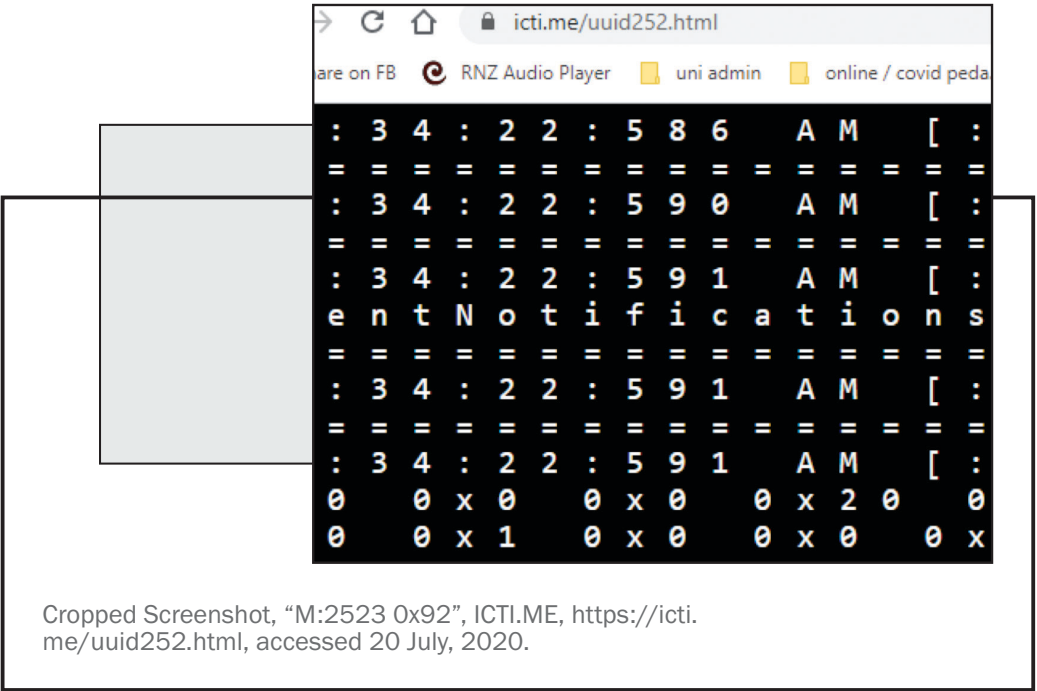 icti.me/uuid252.html
are on FB RNZ Audio Player uni admin online / covid peda
: 3 4 : 2 2 : 5 8 6 A M [ :
= = = = = = = = = = = = = = = =
: 3 4 : 2 2 : 5 9 0 A M [ :
= = = = = = = = = = = = = = = =
: 3 4 : 2 2 : 5 9 1 A M [ :
e n t N o t i f i c a t i o n s
= = = = = = = = = = = = = = = =
: 3 4 : 2 2 : 5 9 1 A M [ :
= = = = = = = = = = = = = = = =
: 3 4 : 2 2 : 5 9 1 A M [ :
0 0 x 0 0 x 0 0 x 2 0 0
0 0 x 1 0 x 0 0 x 0 0 x
Cropped Screenshot, “M:2523 0x92”, ICTI.ME, https://icti.
me/uuid252.html, accessed 20 July, 2020.